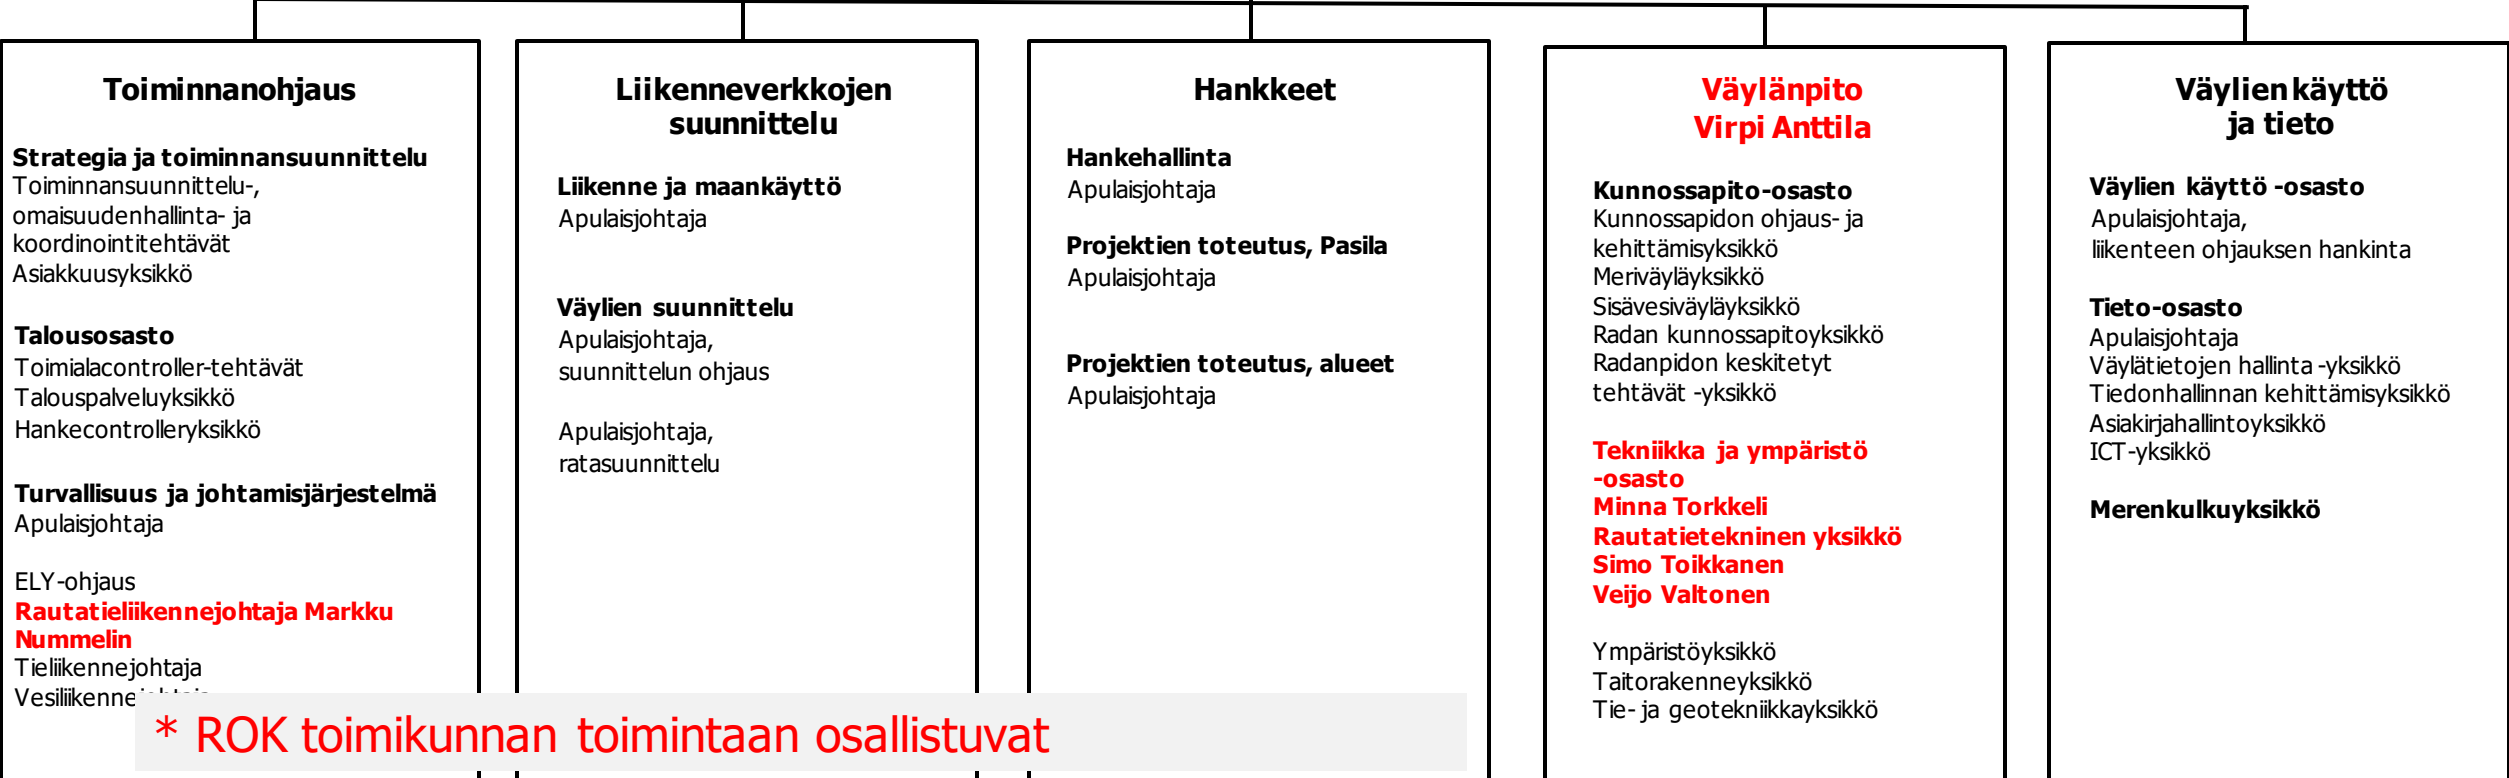 Toiminnanohjaus
Strategia ja toiminnansuunnittelu
Toiminnansuunnittelu-,
omaisuudenhallinta- ja
koordinointitehtävät
Asiakkuusyksikkö
Talousosasto
Toimialacontroller-tehtävät
Talouspalveluyksikkö
Hankecontrolleryksikkö
Turvallisuus ja johtamisjärjestelmä
Apulaisjohtaja
ELY-ohjaus
Rautatieliikennejohtaja Markku
Nummelin
Tieliikennejohtaja
Liikenneverkkojen
suunnittelu
Liikenne ja maankäyttö
Apulaisjohtaja
Väylien suunnittelu
Apulaisjohtaja,
suunnittelun ohjaus
Apulaisjohtaja,
ratasuunnittelu
Hankkeet
Hankehallinta
Apulaisjohtaja
Projektien toteutus, Pasila
Apulaisjohtaja
Projektien toteutus, alueet
Apulaisjohtaja
Väylänpito
Virpi Anttila
Kunnossapito-osasto
Kunnossapidon ohjaus- ja
kehittämisyksikkö
Meriväyläyksikkö
Sisävesiväyläyksikkö
Radan kunnossapitoyksikkö
Radanpidon keskitetyt
tehtävät -yksikkö
Tekniikka ja ympäristö
-osasto
Minna Torkkeli
Rautatietekninen yksikkö
Simo Toikkanen
Veijo Valtonen
Ympäristöyksikkö
Taitorakenneyksikkö
Tie- ja geotekniikkayksikkö
Väylien käyttö
ja tieto
Väylien käyttö -osasto
Apulaisjohtaja,
liikenteen ohjauksen hankinta
Tieto-osasto
Apulaisjohtaja
Väylätietojen hallinta -yksikkö
Tiedonhallinnan kehittämisyksikkö
Asiakirjahallintoyksikkö
ICT-yksikkö
Merenkulkuyksikkö
* ROK toimikunnan toimintaan osallistuvat